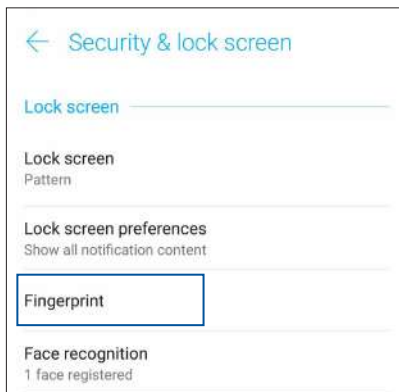 Security & lock screen
Lock screen
Lock screen
Pattern
Lock screen preferences
Show all notification content
Fingerprint
Face recognition
1 face registered